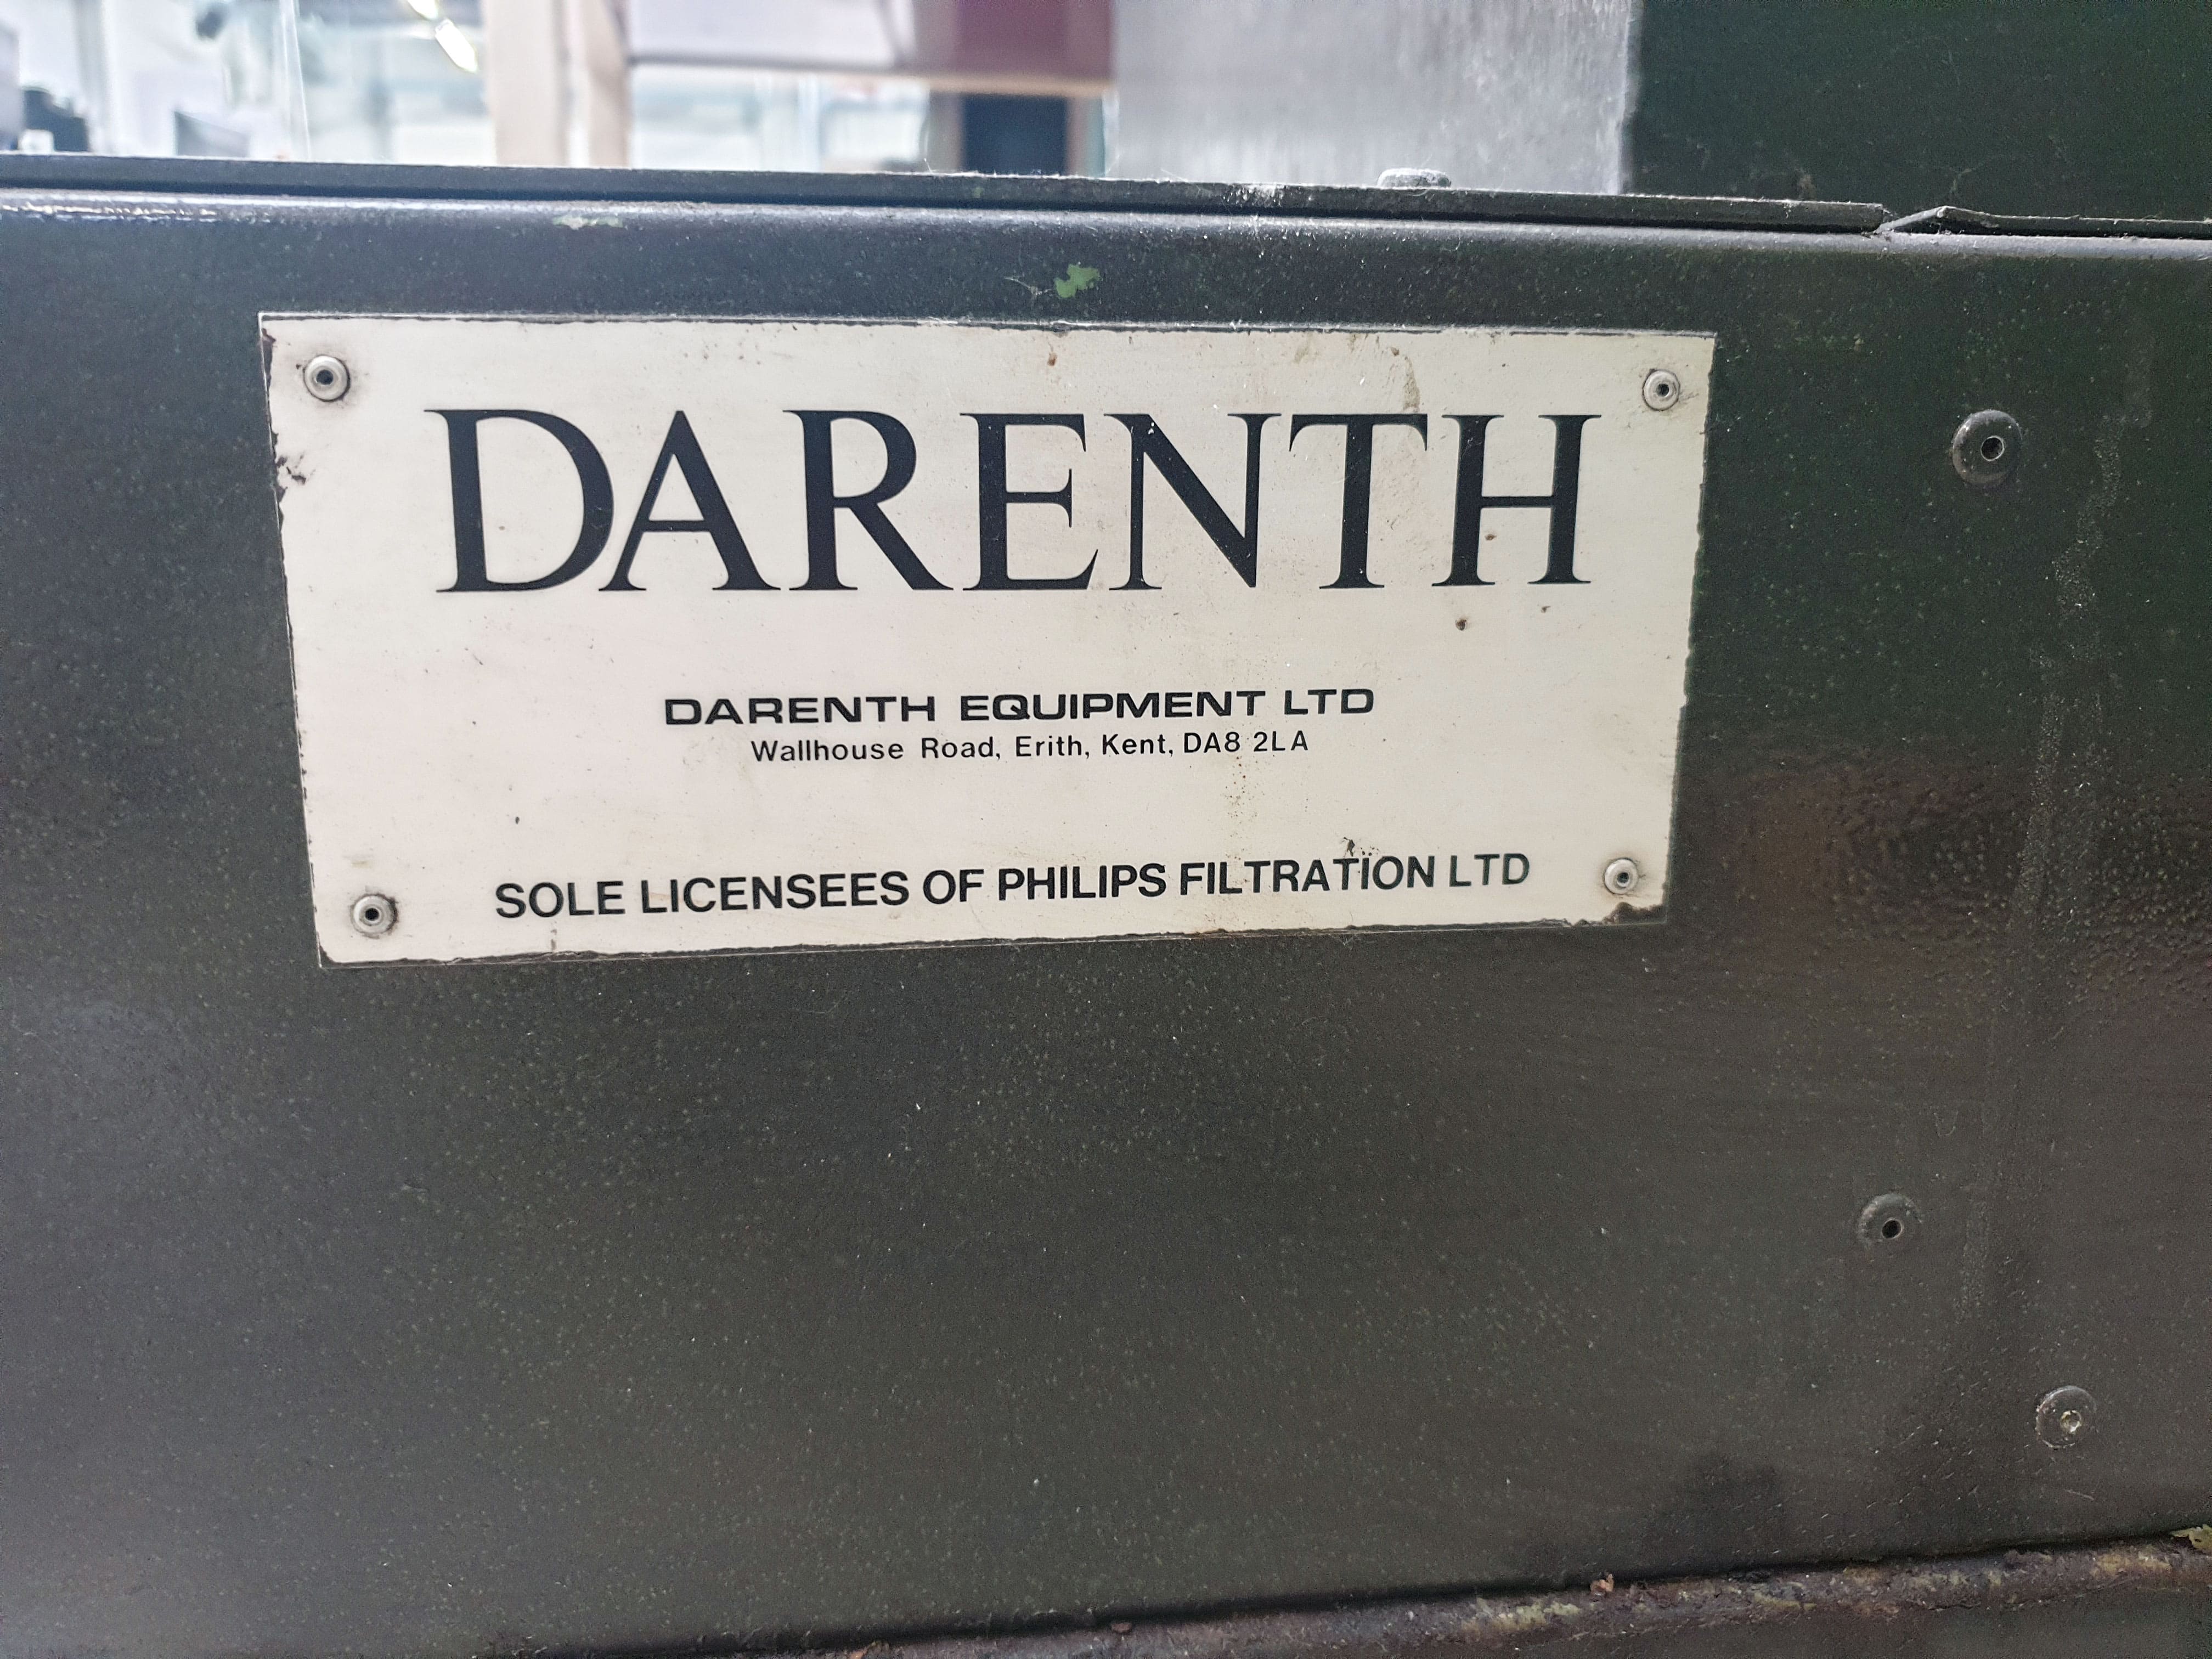 DARENTH
DARENTH EQUIPMENT LTD
Wallhouse Road, Erith, Kent, DA8 2LA
SOLE LICENSEES OF PHILIPS FILTRATION LTD